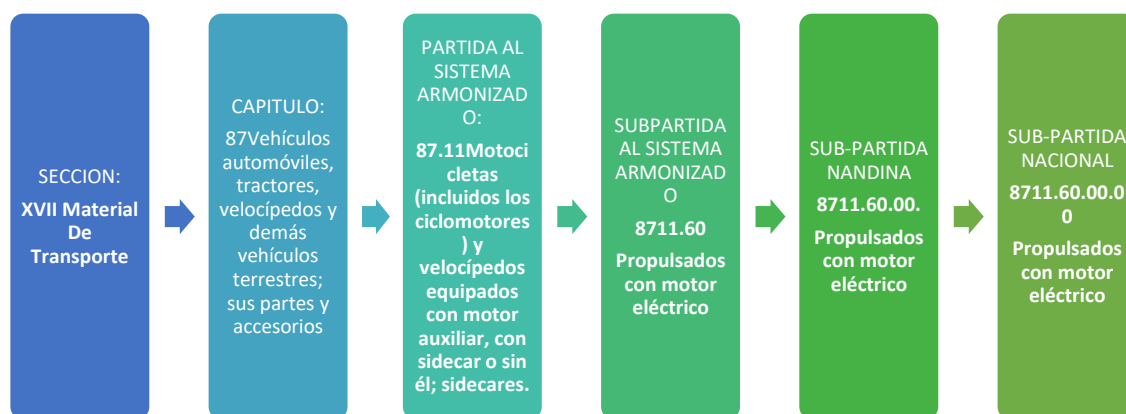 SECCION:
XVII Material
De
Transporte
CAPITULO:
87Vehículos
automóviles,
tractores,
velocípedos y
demás
vehículos
terrestres;
sus partes y
accesorios
PARTIDA AL
SISTEMA
ARMONIZAD
O:
87.11Motoci
cletas
(incluidos los
ciclomotores
) y
velocípedos
equipados
con motor
auxiliar, con
sidecar o sin
él; sidecares.
SUBPARTIDA
AL SISTEMA
ARMONIZAD
O
8711.60
Propulsados
con motor
eléctrico
SUB-PARTIDA
NANDINA
8711.60.00.
Propulsados
con motor
eléctrico
SUB-PARTIDA
NACIONAL
8711.60.00.0
0
Propulsados
con motor
eléctrico